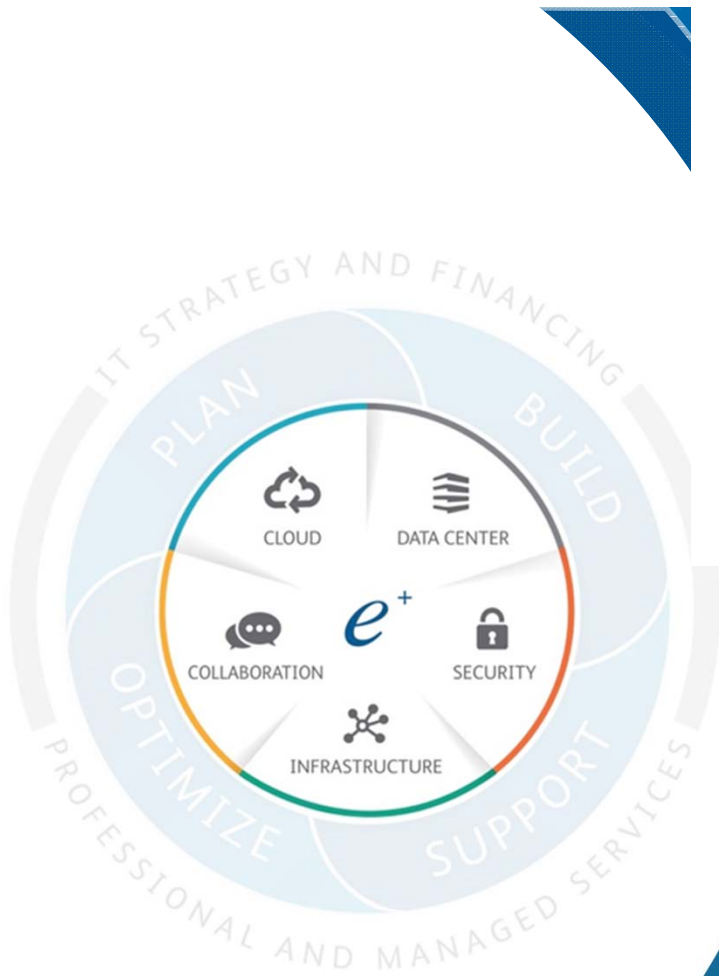 IT STRATEGY AND FINANCING
PLAN
BUILD
CLOUD
DATA CENTER
e+
COLLABORATION
SECURITY
INFRASTRUCTURE
OPTIMIZE
SUPPORT
PROFESSIONAL AND MANAGED SERVICES